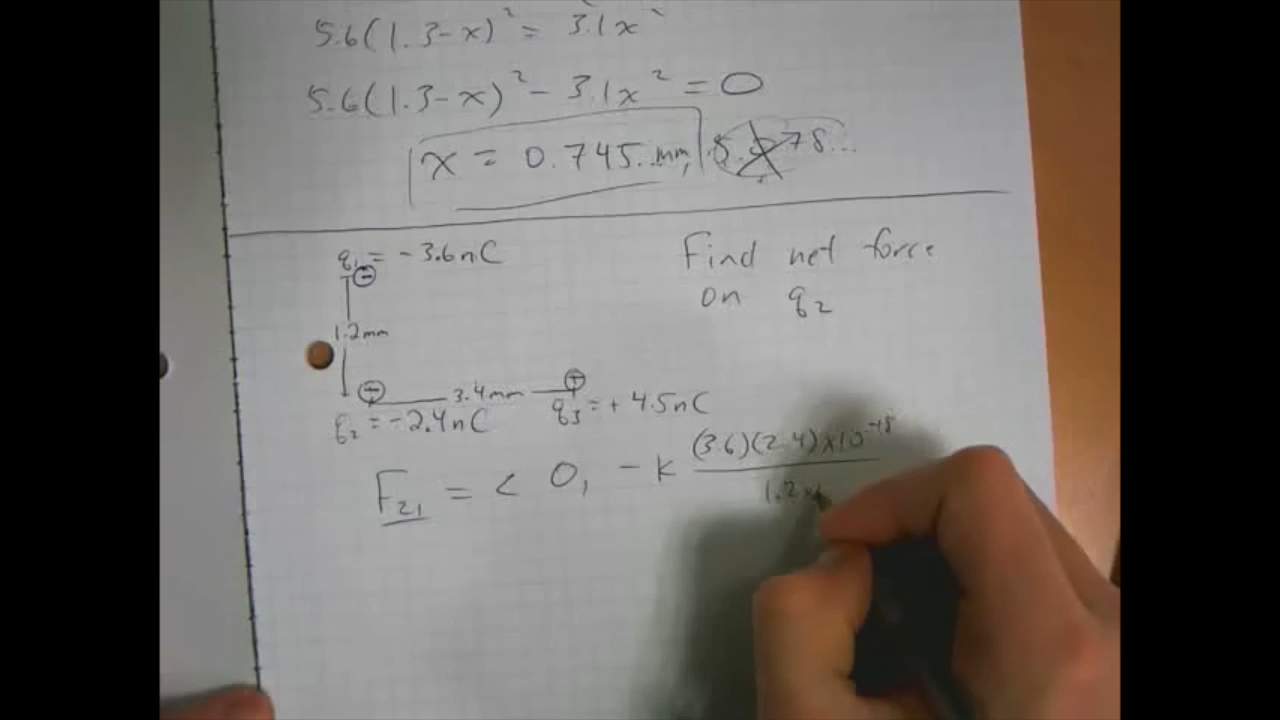 5.6(1.3-x)² = 3.1x²
5.6(1.3-x)² - 3.1x² = 0
x = 0.745.. mm,
q₁ = -3.6nC
Find net force
on q₂
1.2mm
3.4mm
q₂ = -2.4nC
q₃ = + 4.5nC
F₂₁ = < 0, -k (3.6)(2.4)x10⁻¹⁸
1.2x